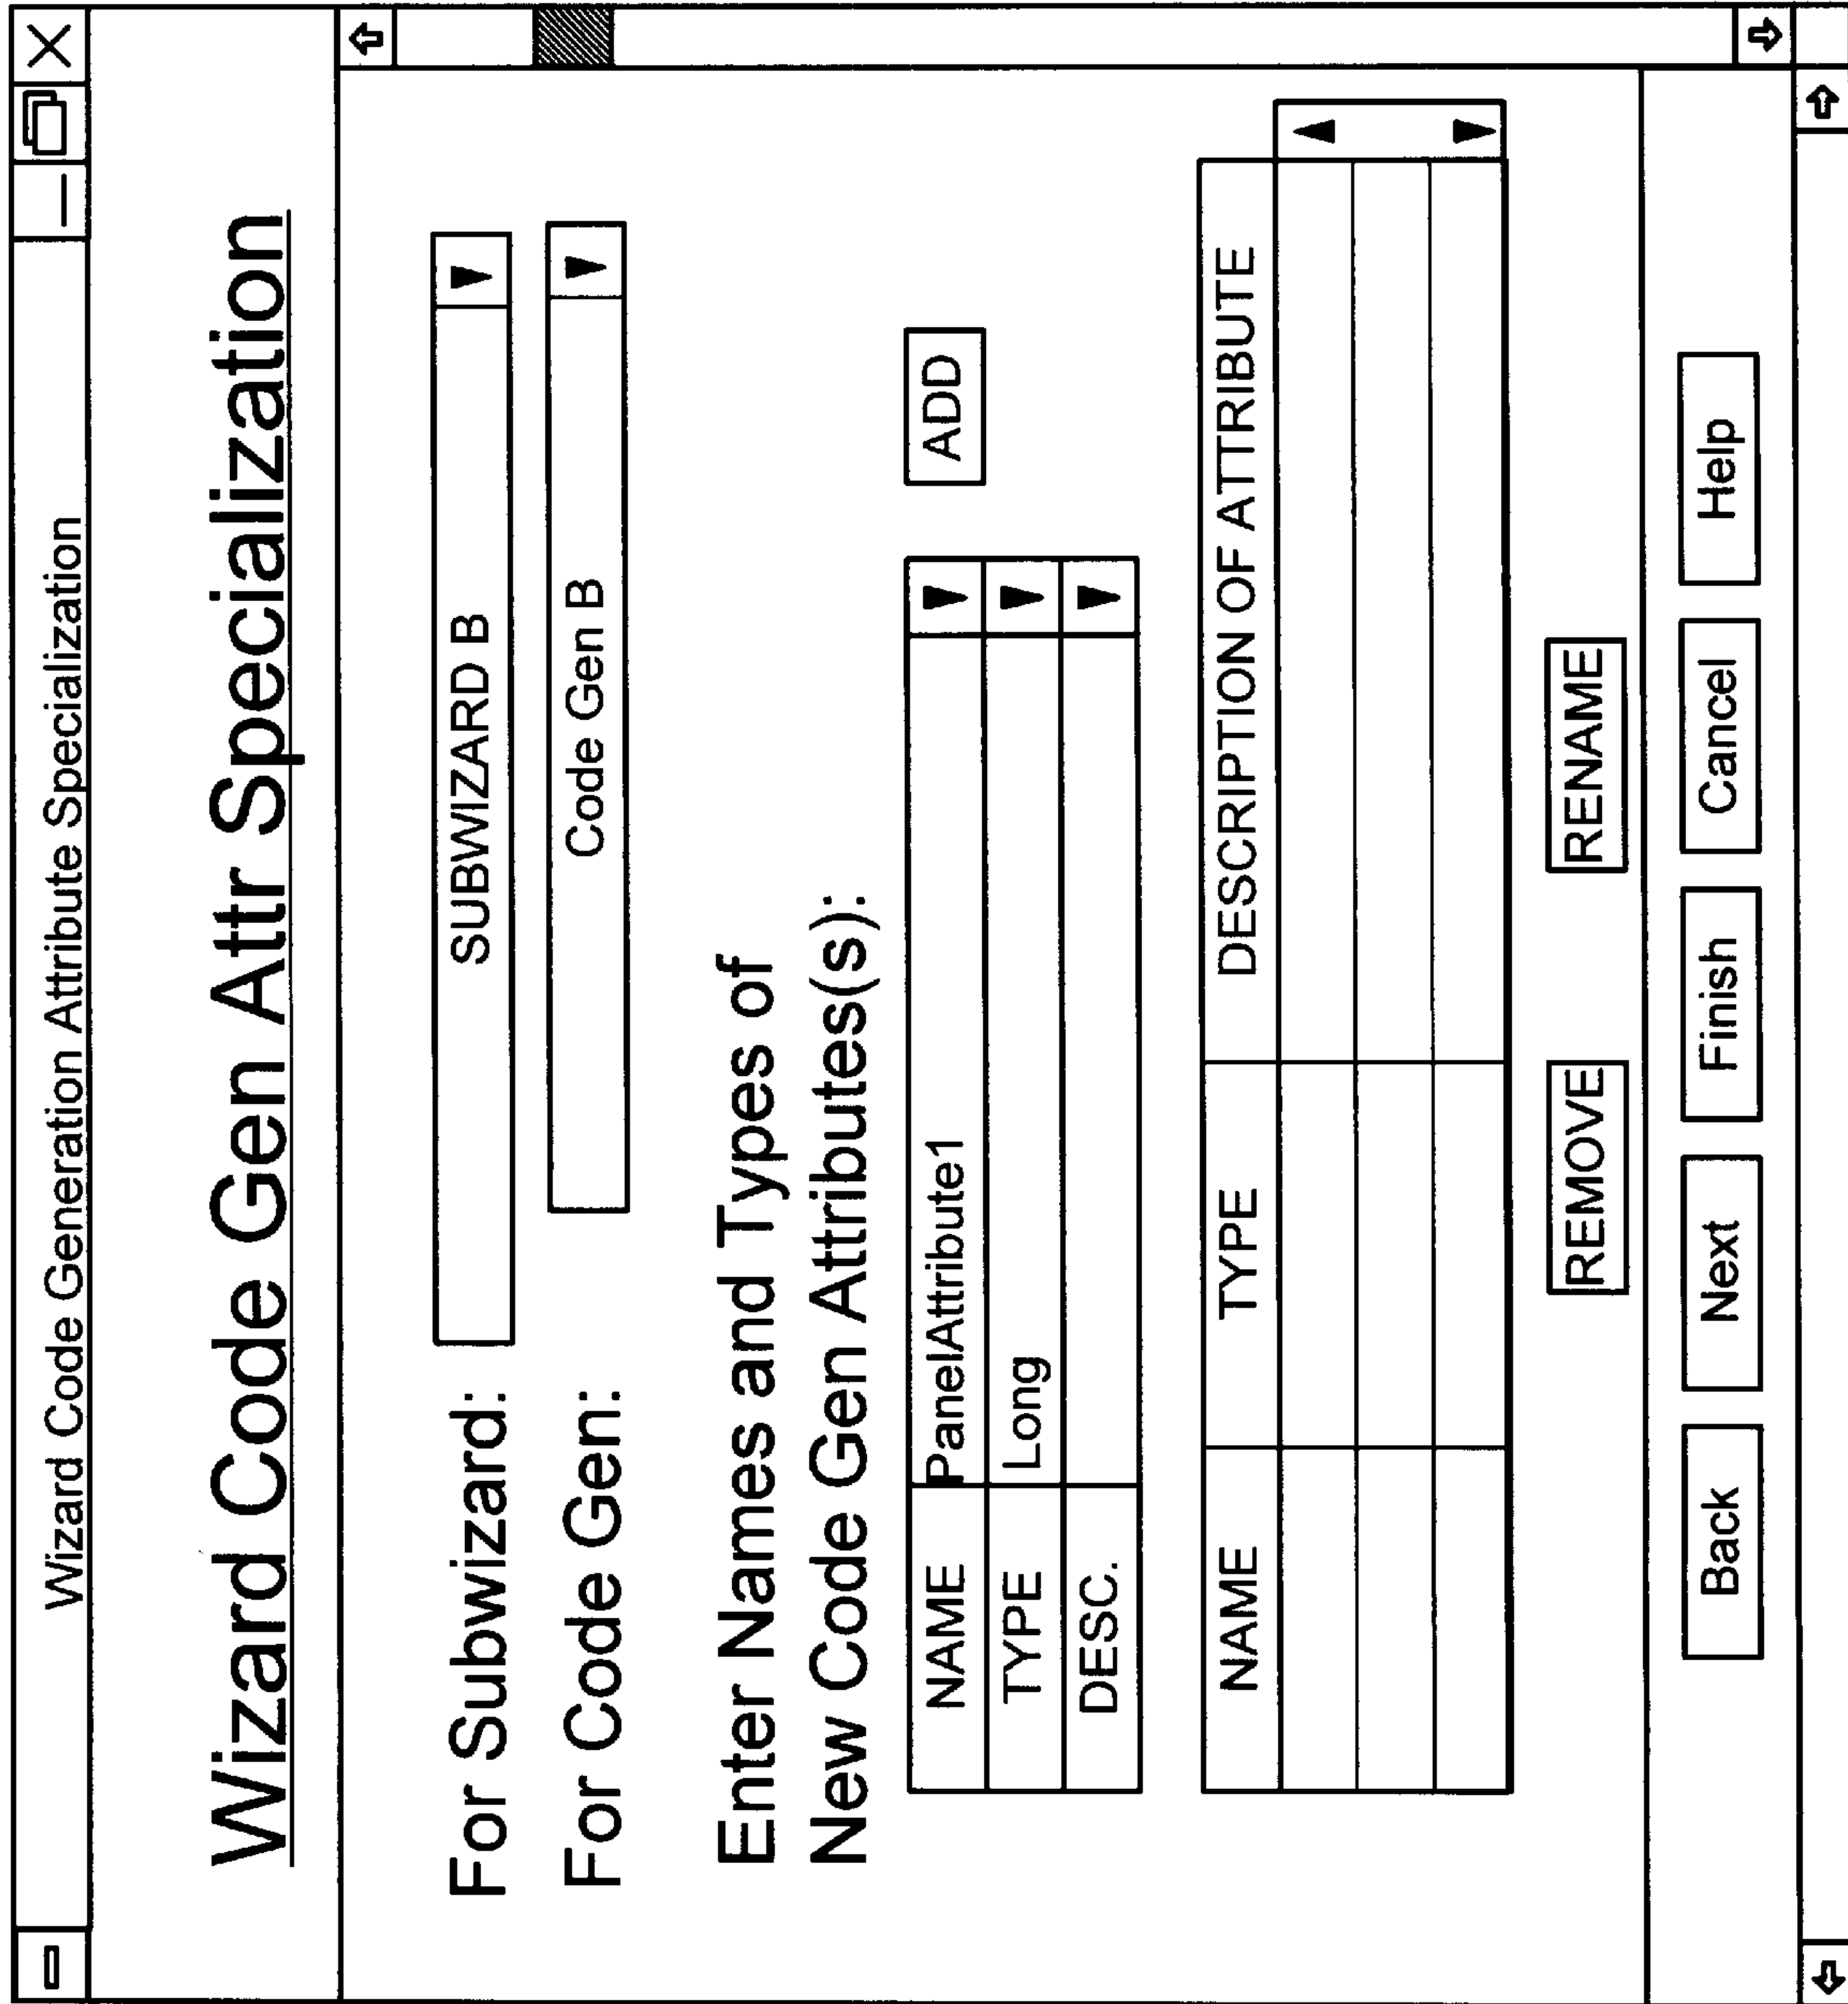 Wizard Code Generation Attribute Specialization
Wizard Code Gen Attr Specialization
For Subwizard: SUBWIZARD B
For Code Gen: Code Gen B
Enter Names and Types of
New Code Gen Attributes(s):
NAME PanelAttribute1 ADD
TYPE Long
DESC.
NAME TYPE DESCRIPTION OF ATTRIBUTE
REMOVE RENAME
Back Next Finish Cancel Help